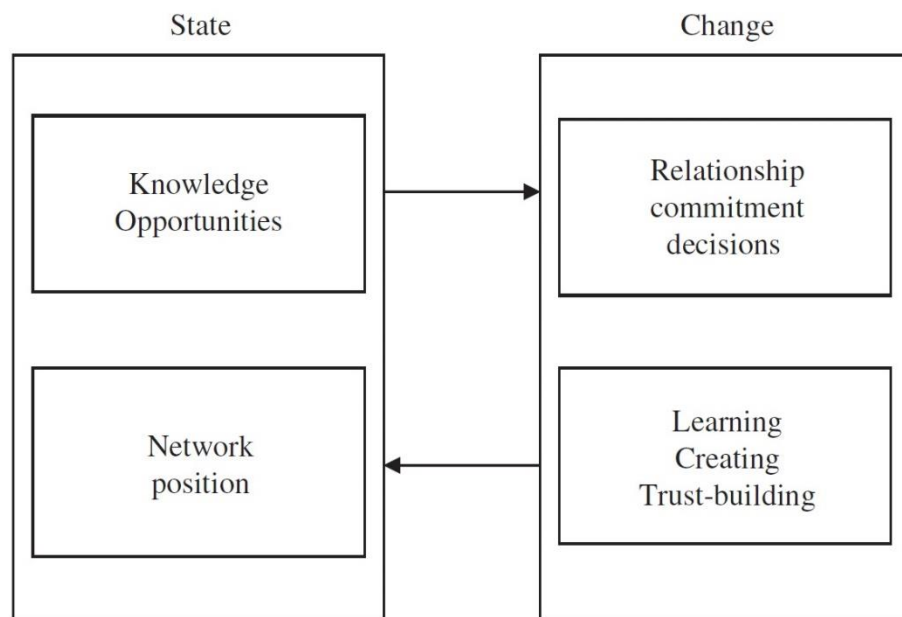 State
Change
Knowledge
Opportunities
Relationship
commitment
decisions
Network
position
Learning
Creating
Trust-building